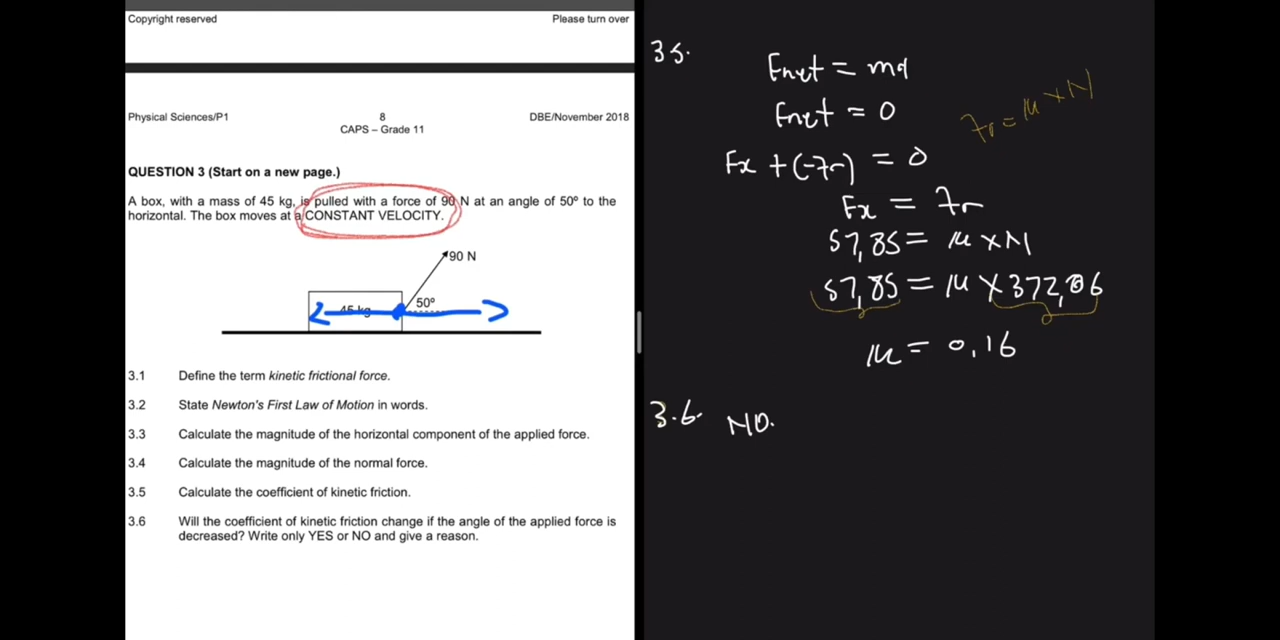 Copyright reserved Please turn over
Physical Sciences/P1 8 DBE/November 2018
CAPS – Grade 11
QUESTION 3 (Start on a new page.)
A box, with a mass of 45 kg, is pulled with a force of 90 N at an angle of 50º to the
horizontal. The box moves at a CONSTANT VELOCITY.
90 N
45 kg 50º
3.1 Define the term kinetic frictional force.
3.2 State Newton's First Law of Motion in words.
3.3 Calculate the magnitude of the horizontal component of the applied force.
3.4 Calculate the magnitude of the normal force.
3.5 Calculate the coefficient of kinetic friction.
3.6 Will the coefficient of kinetic friction change if the angle of the applied force is
decreased? Write only YES or NO and give a reason.
3.5.
Fnet = ma
Fnet = 0
fr = μ × N
Fx + (-fr) = 0
Fx = fr
57,85 = μ × N
57,85 = μ × 372,06
μ = 0,16
3.6. NO.